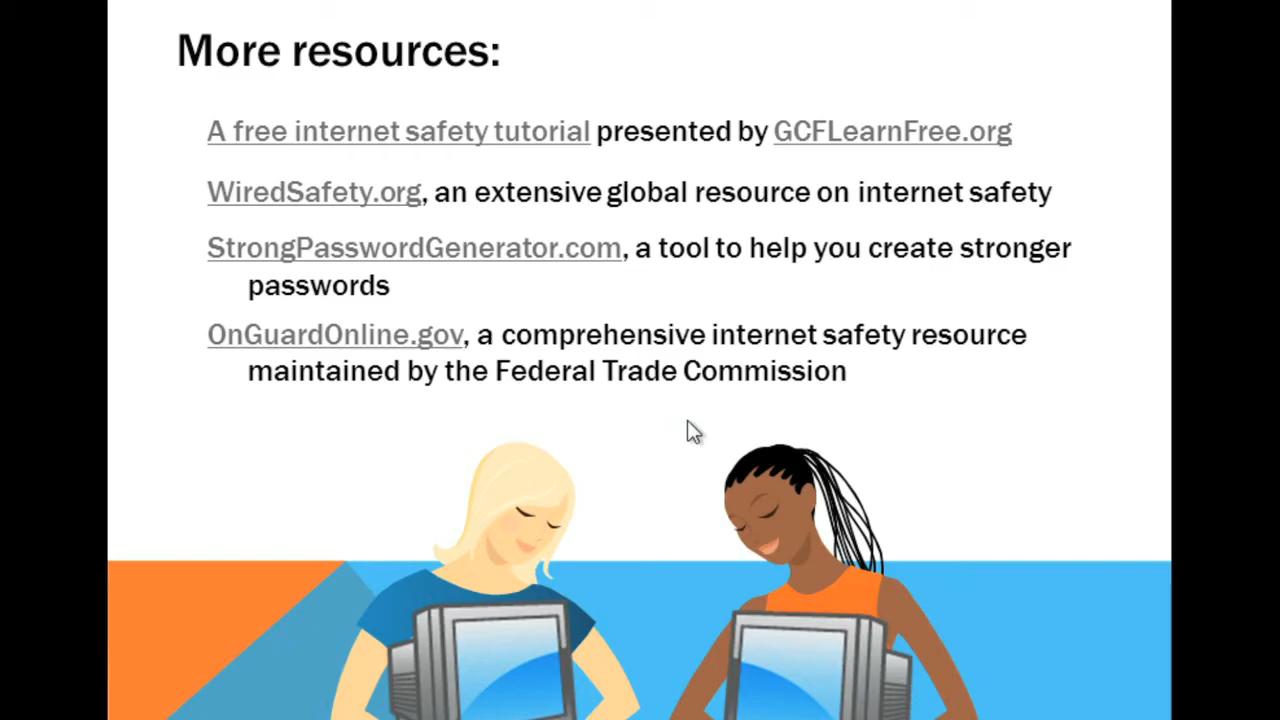 More resources:
A free internet safety tutorial presented by GCFLearnFree.org
WiredSafety.org, an extensive global resource on internet safety
StrongPasswordGenerator.com, a tool to help you create stronger
passwords
OnGuardOnline.gov, a comprehensive internet safety resource
maintained by the Federal Trade Commission